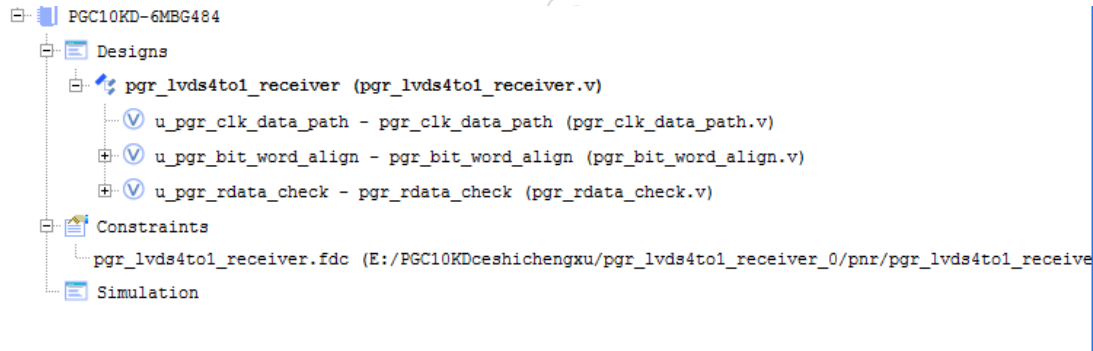 PGC10KD-6MBG484
Designs
pgr_lvds4to1_receiver (pgr_lvds4to1_receiver.v)
V u_pgr_clk_data_path - pgr_clk_data_path (pgr_clk_data_path.v)
V u_pgr_bit_word_align - pgr_bit_word_align (pgr_bit_word_align.v)
V u_pgr_rdata_check - pgr_rdata_check (pgr_rdata_check.v)
Constraints
pgr_lvds4to1_receiver.fdc (E:/PGC10KDceshichengxu/pgr_lvds4to1_receiver_0/pnr/pgr_lvds4to1_receive
Simulation